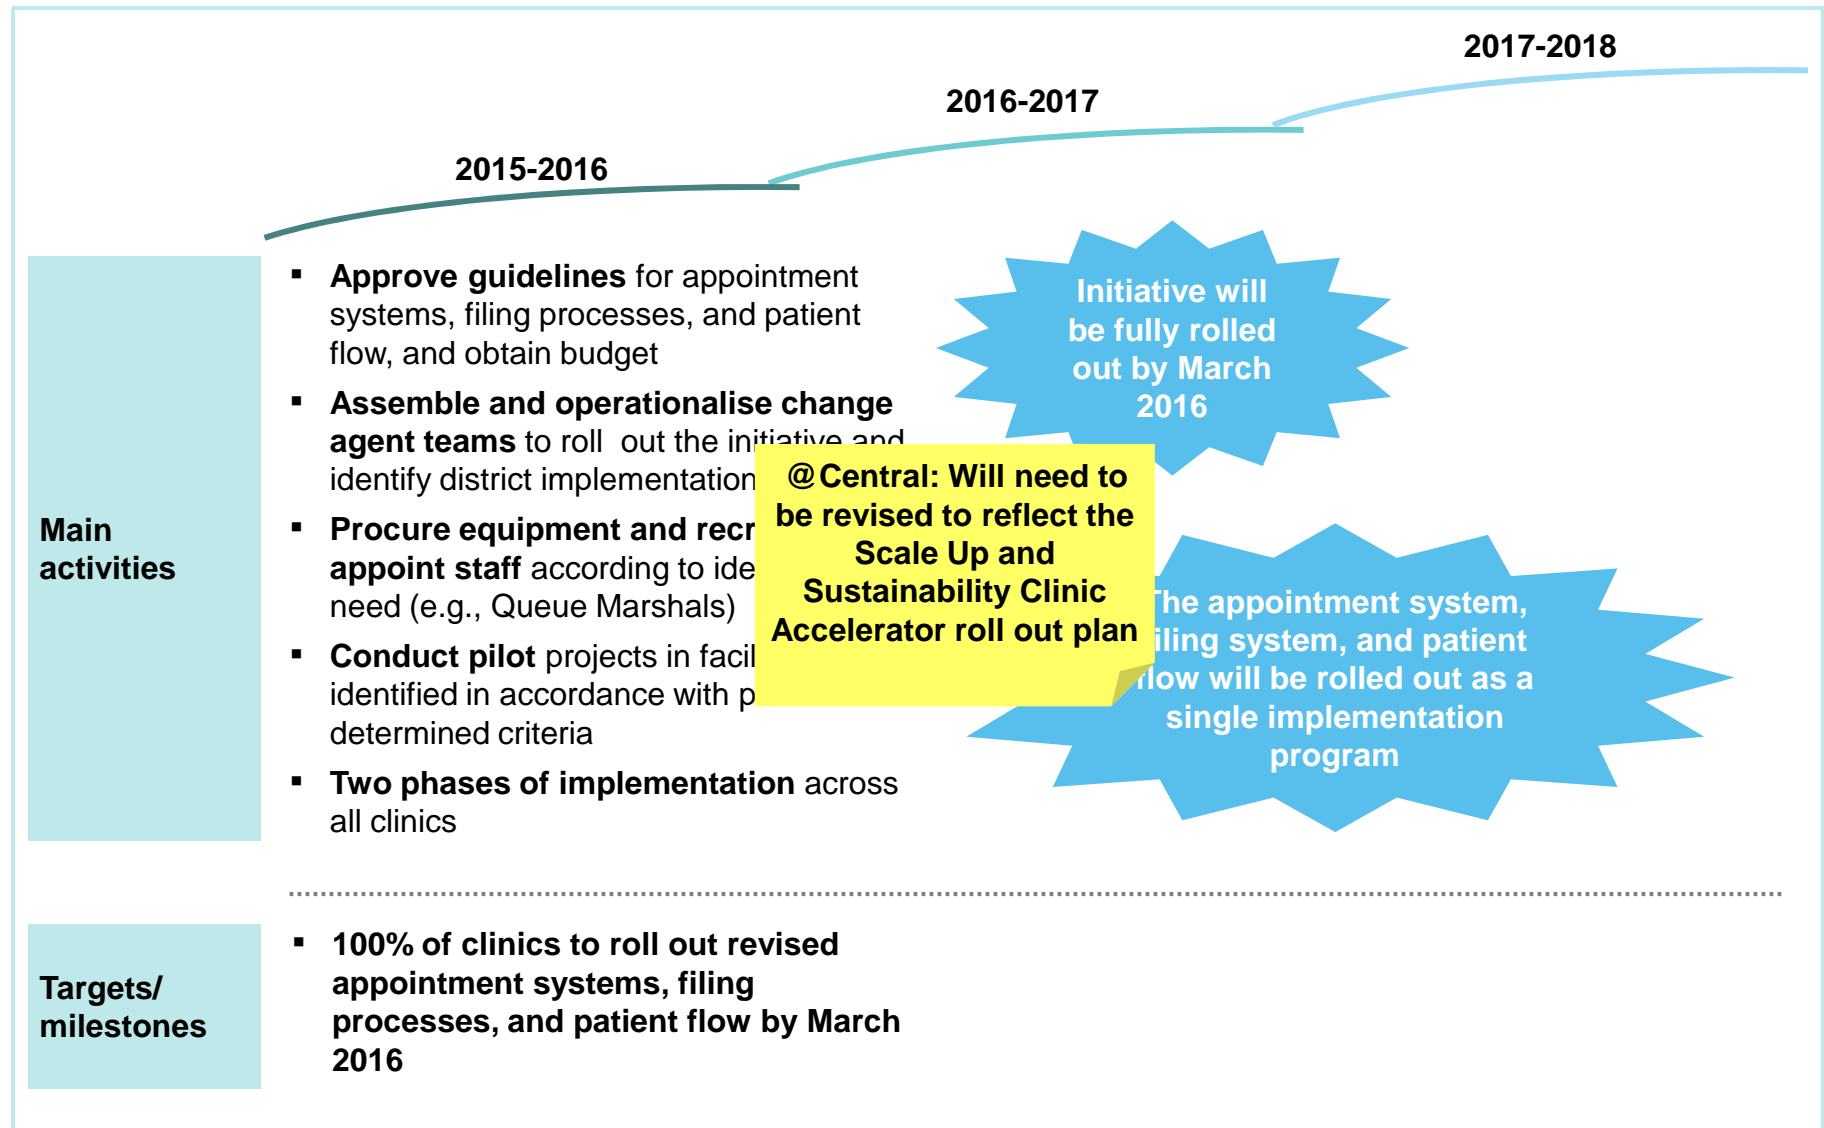 2017-2018
2016-2017
2015-2016
Main
activities
▪ Approve guidelines for appointment
systems, filing processes, and patient
flow, and obtain budget
▪ Assemble and operationalise change
agent teams to roll  out the initiative and
identify district implementation
▪ Procure equipment and
appoint staff according to
need (e.g., Queue Marshals)
▪ Conduct pilot projects in
identified in accordance with
determined criteria
▪ Two phases of implementation across
all clinics
Initiative will
be fully rolled
out by March
2016
@Central: Will need to
be revised to reflect the
Scale Up and
Sustainability Clinic
Accelerator roll out plan
The appointment system,
filing system, and patient
flow will be rolled out as a
single implementation
program
Targets/
milestones
▪ 100% of clinics to roll out revised
appointment systems, filing
processes, and patient flow by March
2016